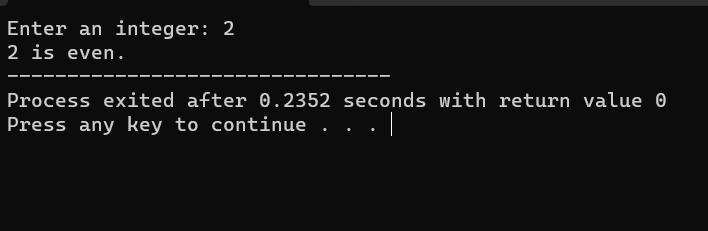 Enter an integer: 2
2 is even.
--------------------------------
Process exited after 0.2352 seconds with return value 0
Press any key to continue . . .